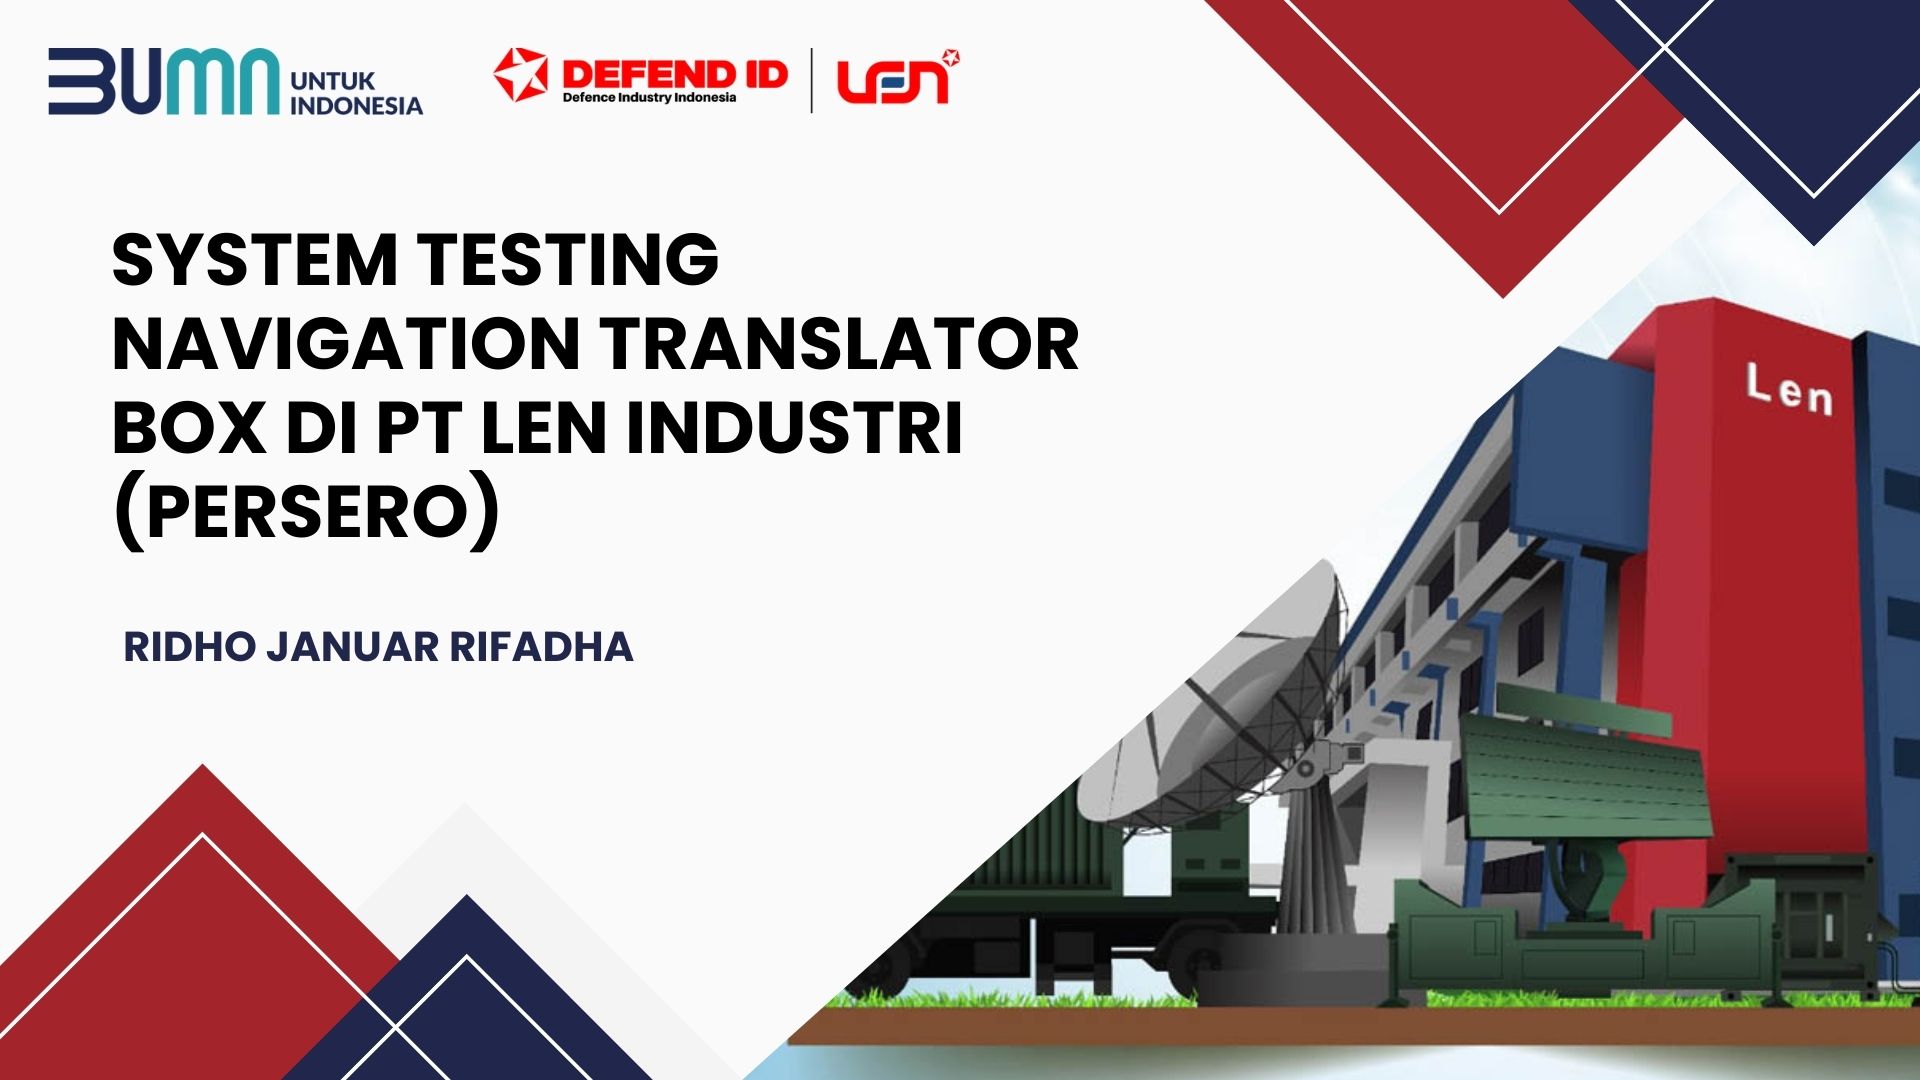 BUMN UNTUK
INDONESIA
DEFEND ID
Defence Industry Indonesia
Len
SYSTEM TESTING
NAVIGATION TRANSLATOR
BOX DI PT LEN INDUSTRI
(PERSERO)
RIDHO JANUAR RIFADHA
Len